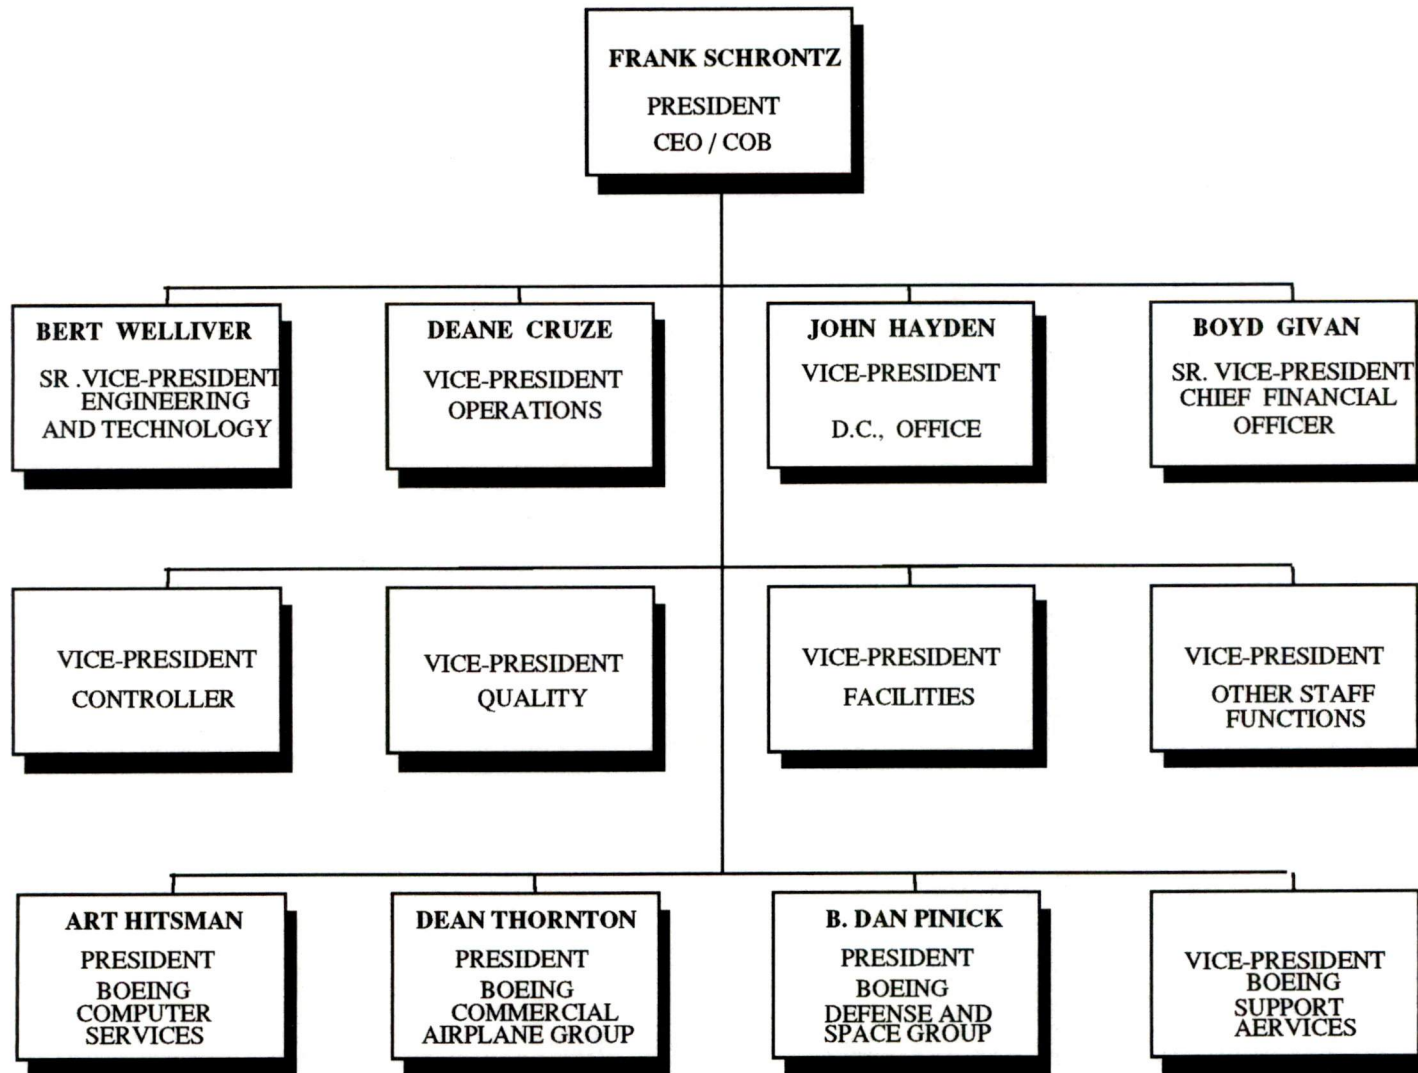 FRANK SCHRONTZ
PRESIDENT
CEO / COB
BERT WELLIVER
SR .VICE-PRESIDENT
ENGINEERING
AND TECHNOLOGY
DEANE CRUZE
VICE-PRESIDENT
OPERATIONS
JOHN HAYDEN
VICE-PRESIDENT
D.C., OFFICE
BOYD GIVAN
SR. VICE-PRESIDENT
CHIEF FINANCIAL
OFFICER
VICE-PRESIDENT
CONTROLLER
VICE-PRESIDENT
QUALITY
VICE-PRESIDENT
FACILITIES
VICE-PRESIDENT
OTHER STAFF
FUNCTIONS
ART HITSMAN
PRESIDENT
BOEING
COMPUTER
SERVICES
DEAN THORNTON
PRESIDENT
BOEING
COMMERCIAL
AIRPLANE GROUP
B. DAN PINICK
PRESIDENT
BOEING
DEFENSE AND
SPACE GROUP
VICE-PRESIDENT
BOEING
SUPPORT
AERVICES